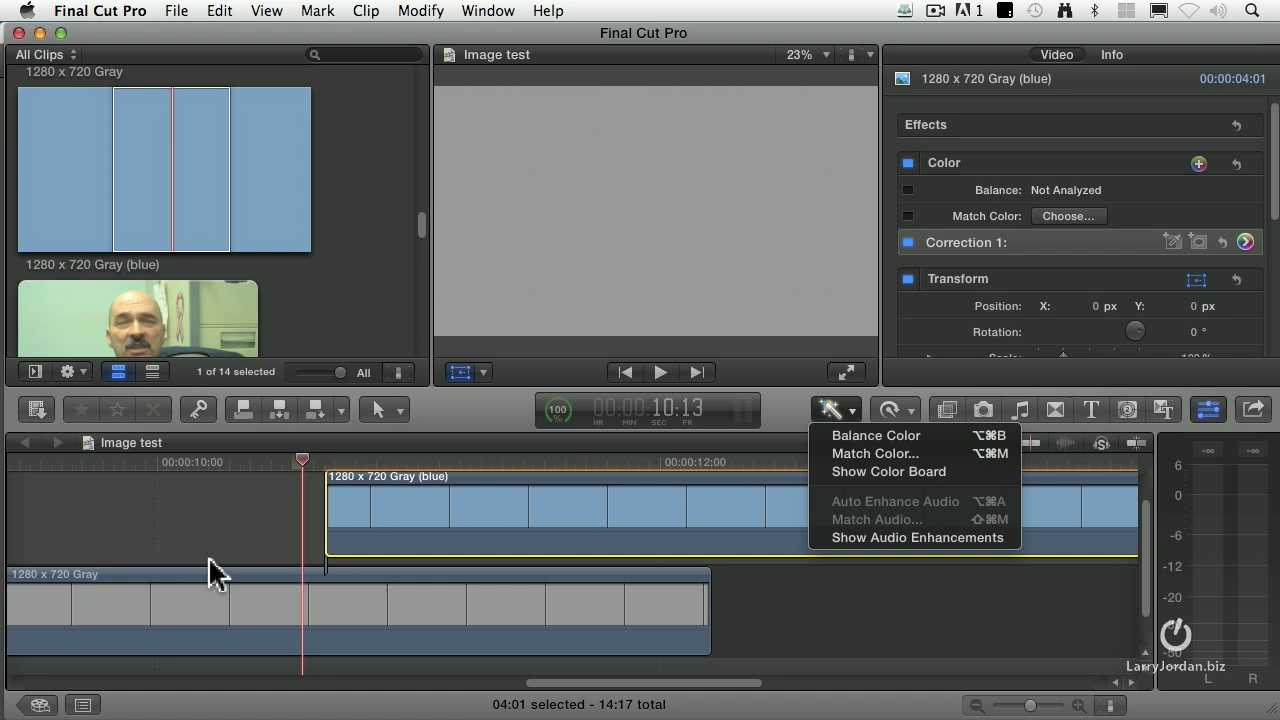 Final Cut Pro File Edit View Mark Clip Modify Window Help 1
Final Cut Pro
All Clips
1280 x 720 Gray
1280 x 720 Gray (blue)
1 of 14 selected All
Image test 23%
Video Info
1280 x 720 Gray (blue) 00:00:04:01
Effects
Color
Balance: Not Analyzed
Match Color: Choose...
Correction 1:
Transform
Position: X: 0 px Y: 0 px
Rotation: 0 °
100 % 00:00:10:13
HR MIN SEC FR
T
Balance Color ⌥⌘B
Match Color... ⌥⌘M
Show Color Board
Auto Enhance Audio ⌥⌘A
Match Audio... ⇧⌘M
Show Audio Enhancements
Image test
00:00:10:00 00:00:12:00
1280 x 720 Gray (blue)
1280 x 720 Gray
-∞ -∞
6
0
-6
-12
-20
-30
-50
L R
LarryJordan.biz
04:01 selected - 14:17 total